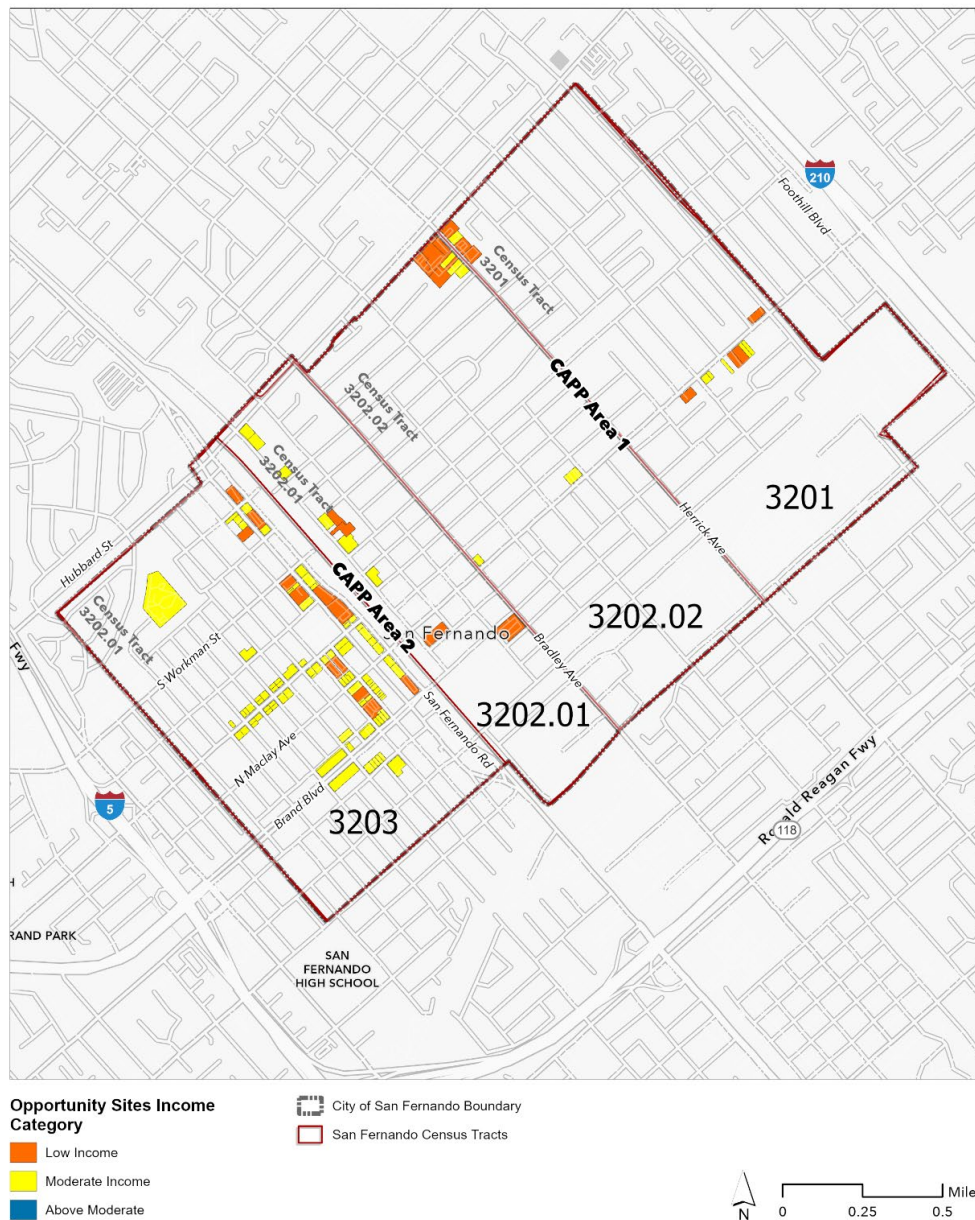 210
Foothill Blvd
Census Tract
3201
CAPP Area 1
Census Tract
3202.02
Census Tract
3202.01
3201
Herrick Ave
Hubbard St
Census Tract
3202.01
CAPP Area 2
San Fernando
3202.02
Bradley Ave
S Workman St
3202.01
San Fernando Rd
N Maclay Ave
Fwy
Brand Blvd
3203
5
Ronald Reagan Fwy
118
H
RAND PARK
SAN
FERNANDO
HIGH SCHOOL
Opportunity Sites Income
Category
Low Income
Moderate Income
Above Moderate
City of San Fernando Boundary
San Fernando Census Tracts
N
0 0.25 0.5
Mile